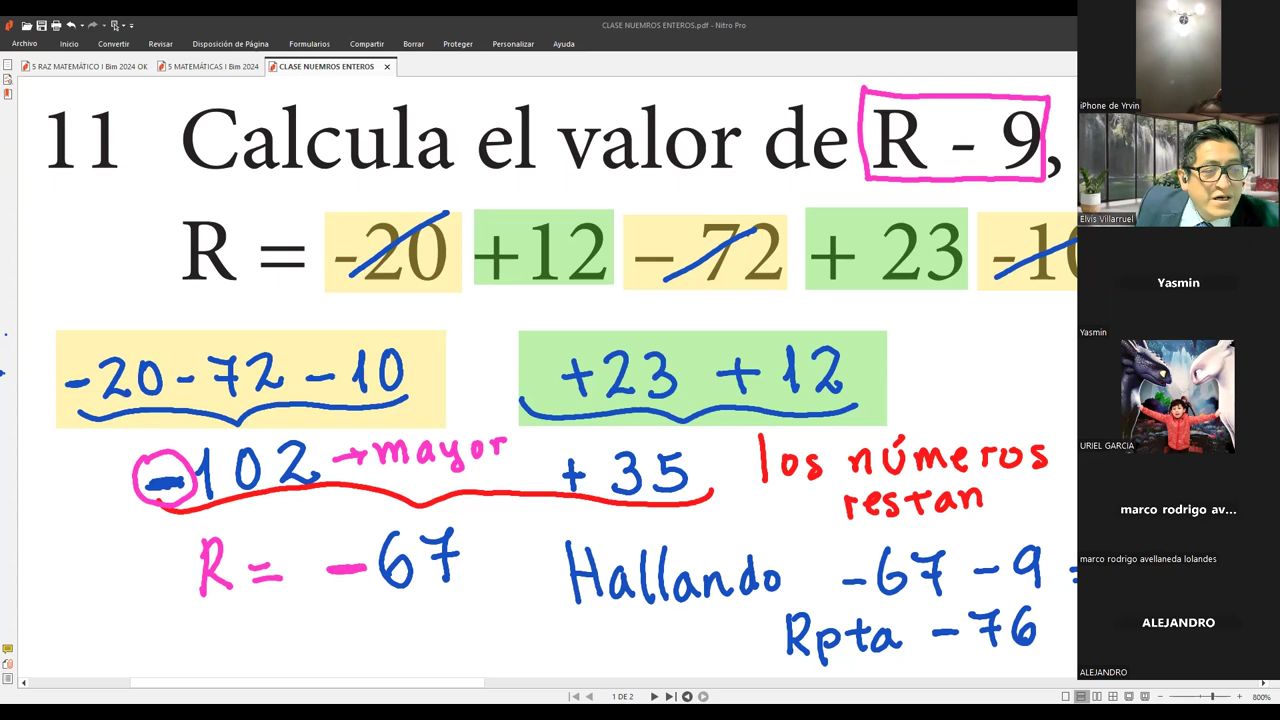 CLASE NUEMROS ENTEROS.pdf - Nitro Pro
Archivo Inicio Convertir Revisar Disposición de Página Formularios Compartir Borrar Proteger Personalizar Ayuda
5 RAZ MATEMÁTICO I Bim 2024 OK 5 MATEMÁTICAS I Bim 2024 CLASE NUEMROS ENTEROS ×
11 Calcula el valor de R - 9,
R = -20 +12 – 72 + 23 -10
-20 - 72 - 10 +23 + 12
-102 → mayor + 35 los números
restan
R = -67 Hallando -67 - 9 =
Rpta -76
1 DE 2
800%
iPhone de Yrvin
Elvis Villarruel
Yasmin
Yasmin
URIEL GARCIA
marco rodrigo av...
marco rodrigo avellaneda lolandes
ALEJANDRO
ALEJANDRO